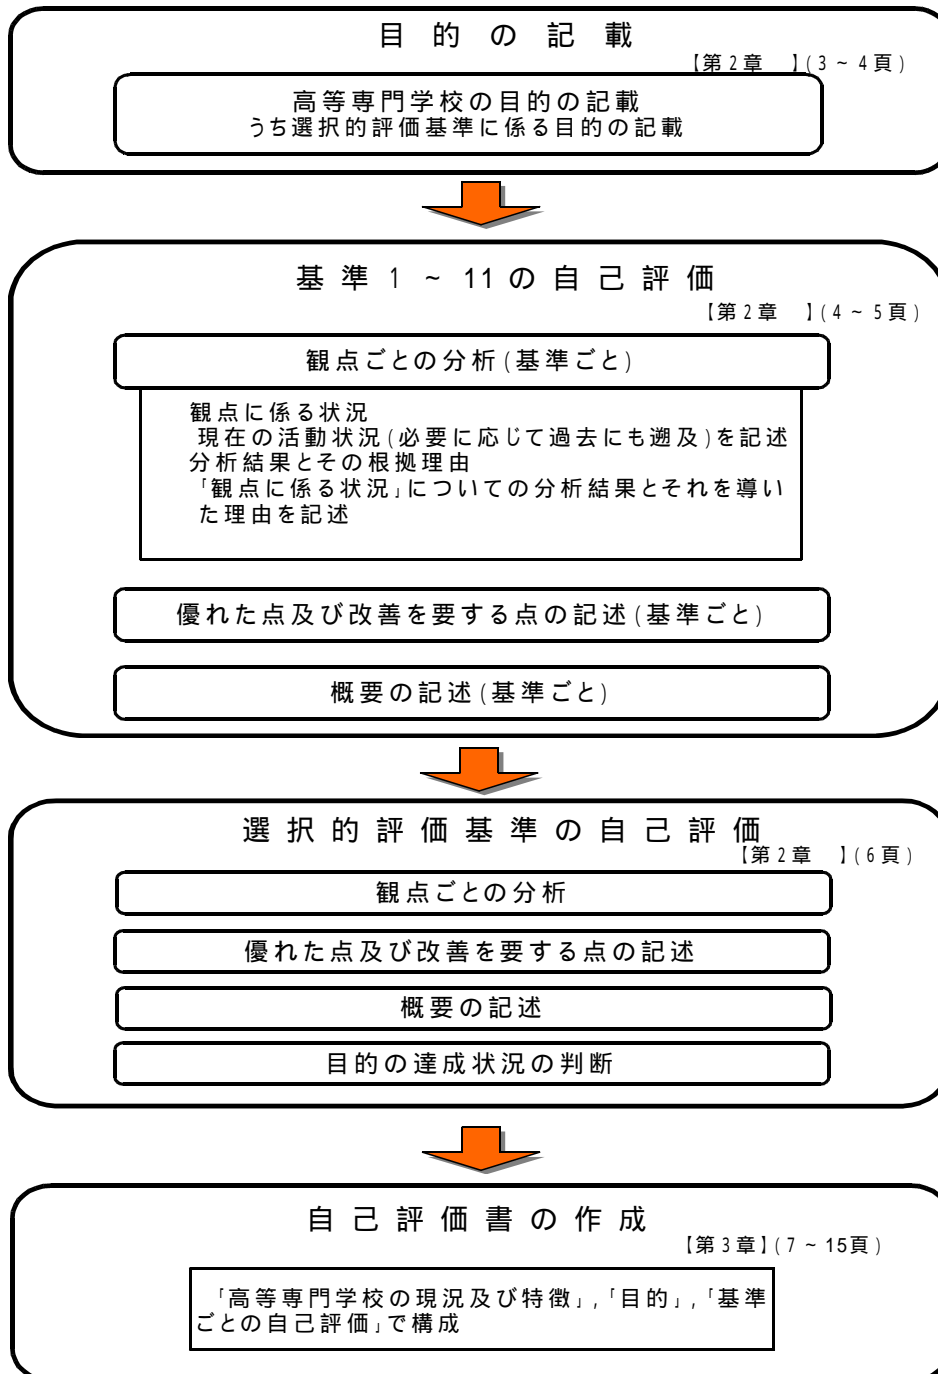 目的の記載
【第2章　】(3～4頁)
高等専門学校の目的の記載
うち選択的評価基準に係る目的の記載
基準1～11の自己評価
【第2章　】(4～5頁)
観点ごとの分析(基準ごと)
観点に係る状況
現在の活動状況(必要に応じて過去にも遡及)を記述
分析結果とその根拠理由
「観点に係る状況」についての分析結果とそれを導い
た理由を記述
優れた点及び改善を要する点の記述(基準ごと)
概要の記述(基準ごと)
選択的評価基準の自己評価
【第2章　】(6頁)
観点ごとの分析
優れた点及び改善を要する点の記述
概要の記述
目的の達成状況の判断
自己評価書の作成
【第3章】(7～15頁)
「高等専門学校の現況及び特徴」,「目的」,「基準
ごとの自己評価」で構成